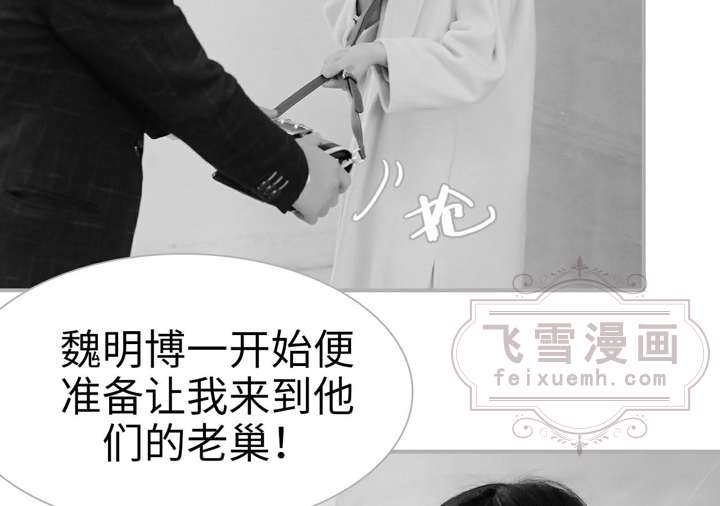 抢
飞雪漫画
feixuemh.com
魏明博一开始便
准备让我来到他
们的老巢！